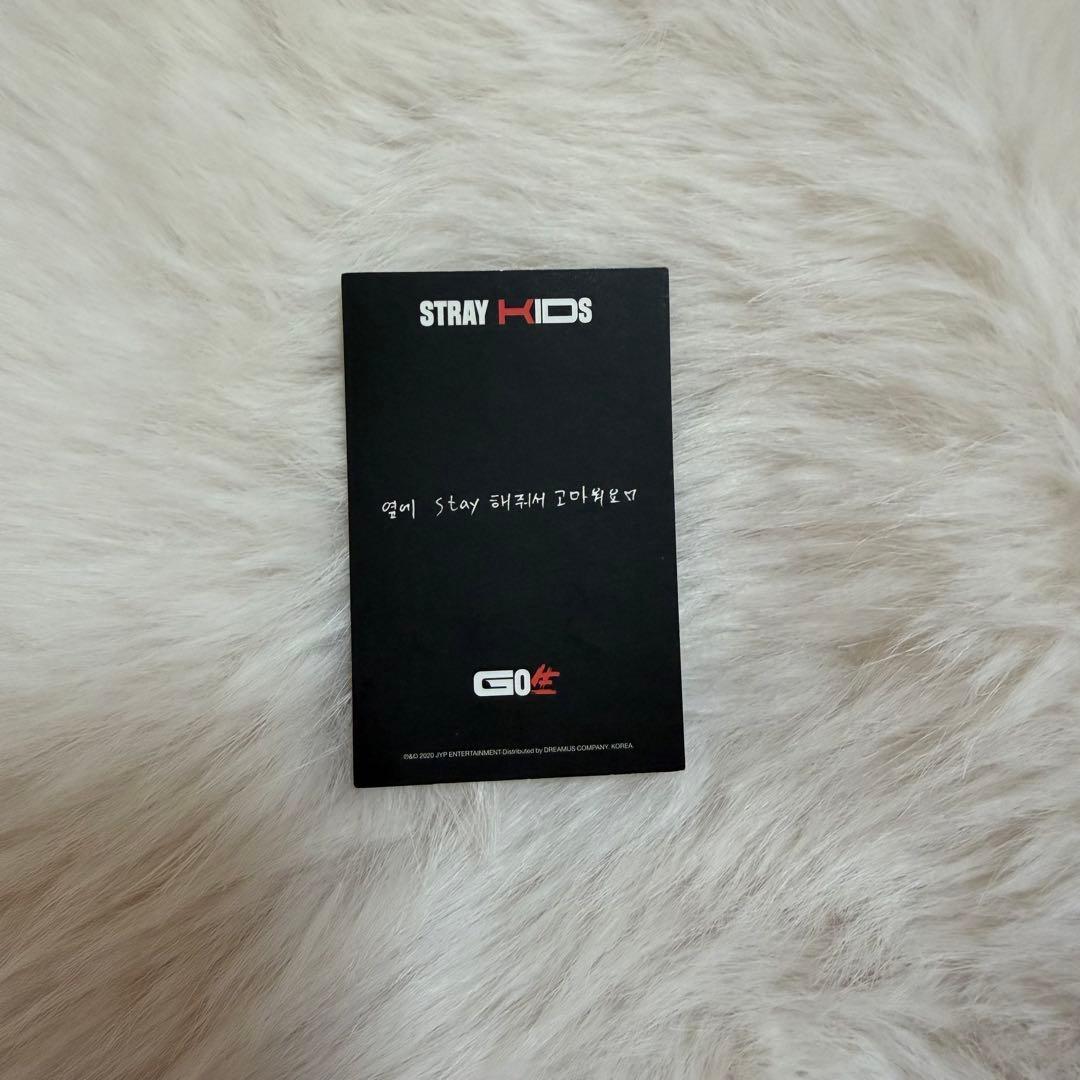 STRAY KIDS
옆에 stay 해줘서 고마워요ㅁ
GO生
℗&© 2020 JYP ENTERTAINMENT·Distributed by DREAMUS COMPANY. KOREA.